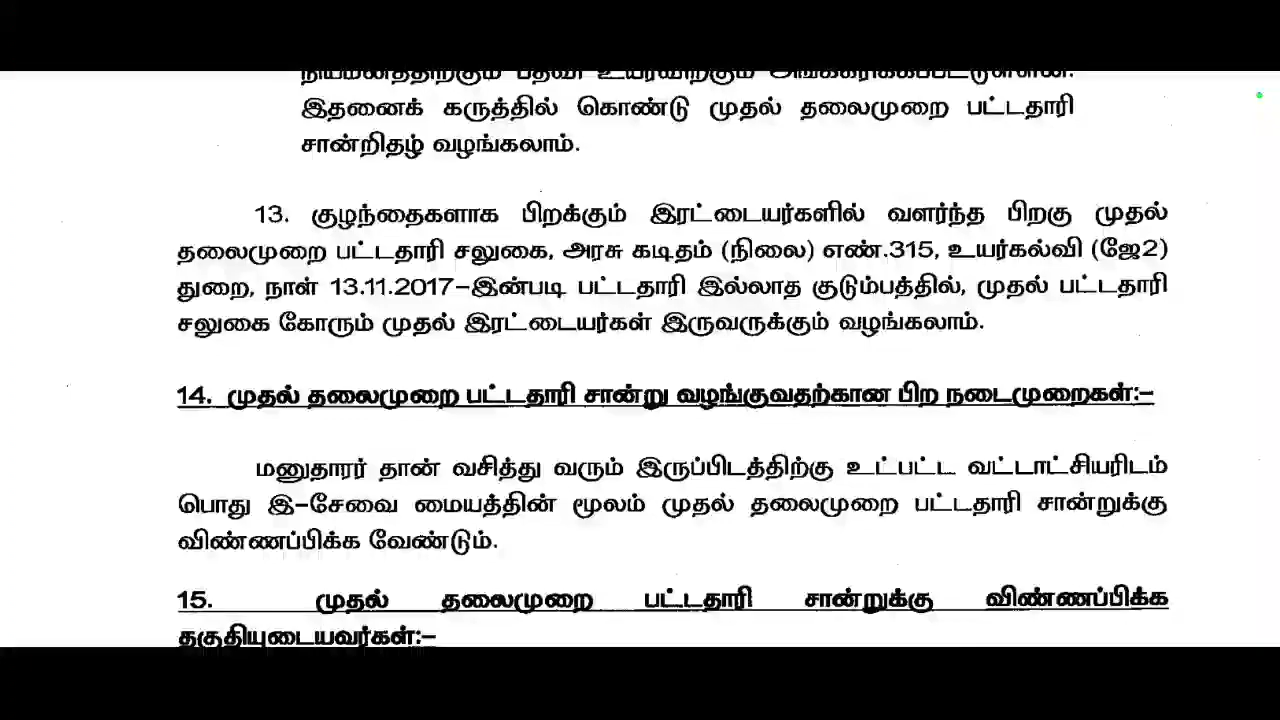 இதனைக் கருத்தில் கொண்டு முதல் தலைமுறை பட்டதாரி
சான்றிதழ் வழங்கலாம்.
13. குழந்தைகளாக பிறக்கும் இரட்டையர்களில் வளர்ந்த பிறகு முதல்
தலைமுறை பட்டதாரி சலுகை, அரசு கடிதம் (நிலை) எண்.315, உயர்கல்வி (ஜே2)
துறை, நாள் 13.11.2017-இன்படி பட்டதாரி இல்லாத குடும்பத்தில், முதல் பட்டதாரி
சலுகை கோரும் முதல் இரட்டையர்கள் இருவருக்கும் வழங்கலாம்.
14. முதல் தலைமுறை பட்டதாரி சான்று வழங்குவதற்கான பிற நடைமுறைகள்:-
மனுதாரர் தான் வசித்து வரும் இருப்பிடத்திற்கு உட்பட்ட வட்டாட்சியரிடம்
பொது இ-சேவை மையத்தின் மூலம் முதல் தலைமுறை பட்டதாரி சான்றுக்கு
விண்ணப்பிக்க வேண்டும்.
15. முதல் தலைமுறை பட்டதாரி சான்றுக்கு விண்ணப்பிக்க
தகுதியுடையவர்கள்:-